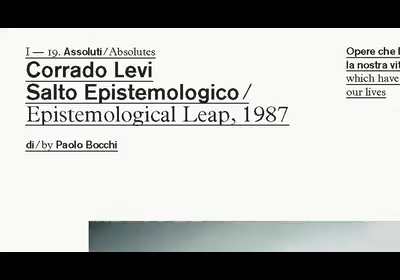 I — 19. Assoluti/Absolutes
Corrado Levi
Salto Epistemologico/
Epistemological Leap, 1987
di/by Paolo Bocchi
Opere che
la nostra
which have
our lives